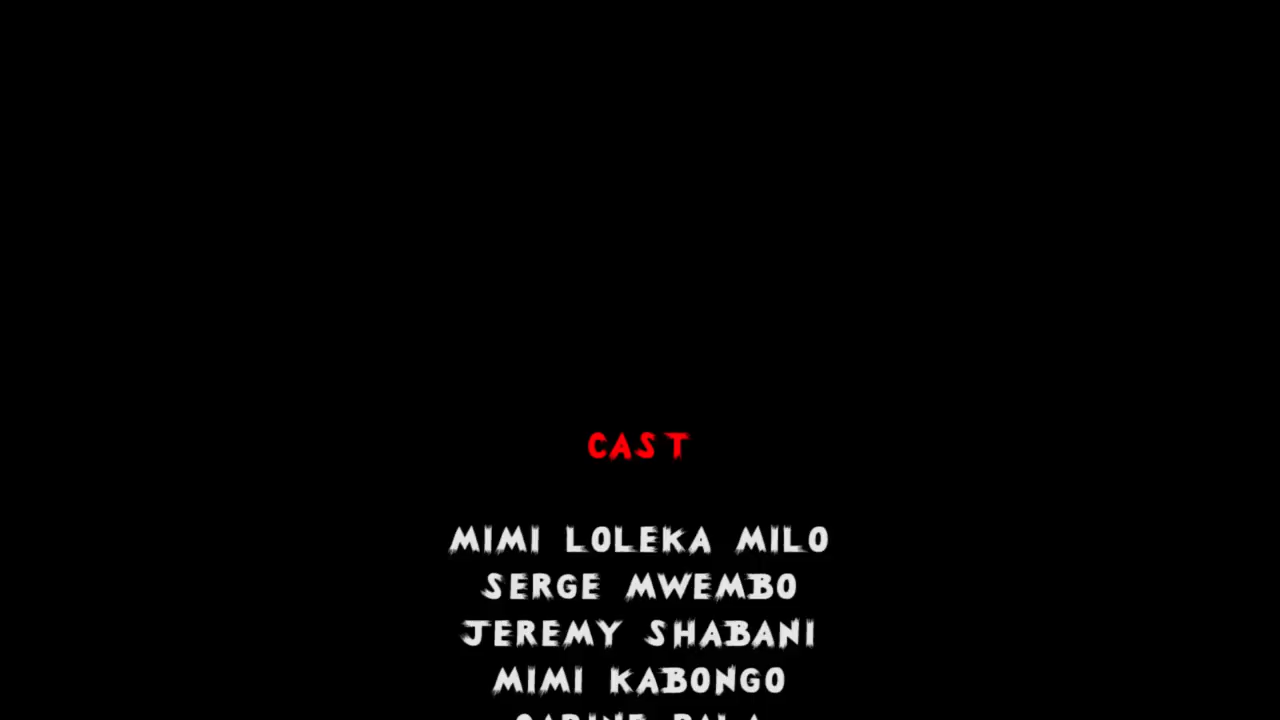 CAST
MIMI LOLEKA MILO
SERGE MWEMBO
JEREMY SHABANI
MIMI KABONGO